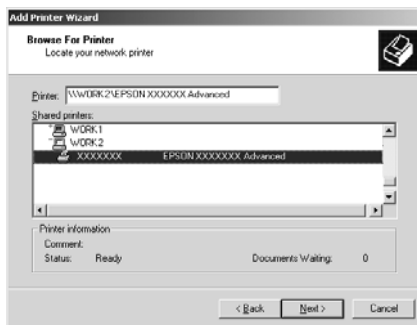 Add Printer Wizard
Browse For Printer
Locate your network printer
Printer: \\WORK2\EPSON XXXXXX Advanced
Shared printers:
WORK1
WORK2
XXXXXXX EPSON XXXXXXX Advanced
Printer information
Comment:
Status: Ready Documents Waiting: 0
< Back Next > Cancel